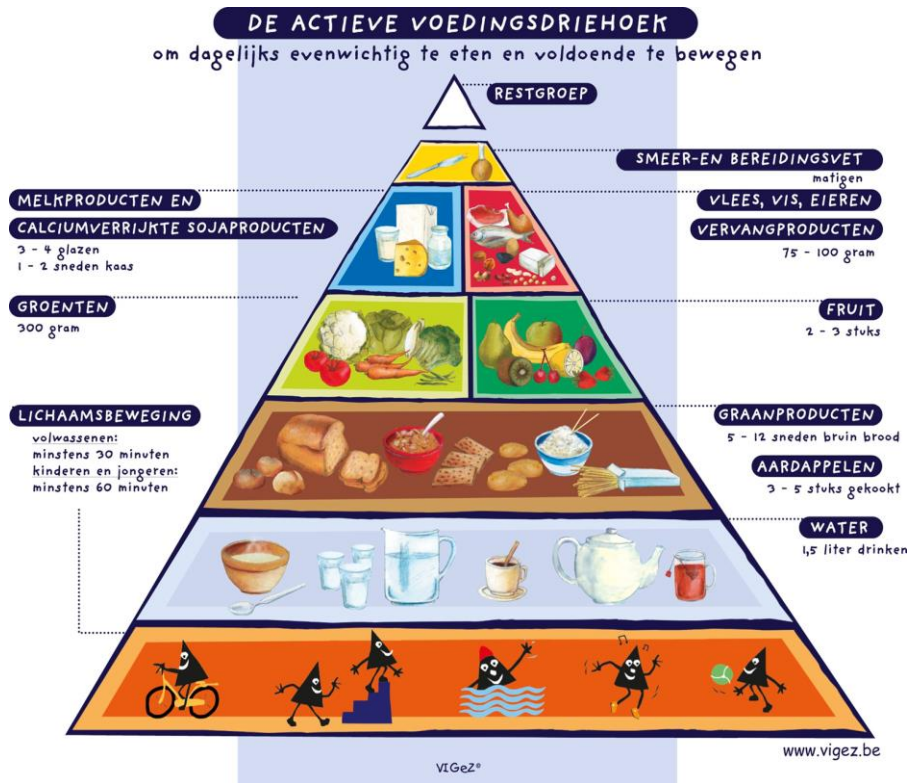 DE ACTIEVE VOEDINGSDRIEHOEK
om dagelijks evenwichtig te eten en voldoende te bewegen
RESTGROEP
SMEER-EN BEREIDINGSVET
matigen
MELKPRODUCTEN EN
CALCIUMVERRIJKTE SOJAPRODUCTEN
3 - 4 glazen
1 - 2 sneden kaas
VLEES, VIS, EIEREN
VERVANGPRODUCTEN
75 - 100 gram
GROENTEN
300 gram
FRUIT
2 - 3 stuks
LICHAAMSBEWEGING
volwassenen:
minstens 30 minuten
kinderen en jongeren:
minstens 60 minuten
GRAANPRODUCTEN
5 - 12 sneden bruin brood
AARDAPPELEN
3 - 5 stuks gekookt
WATER
1,5 liter drinken
www.vigez.be
VIGeZ®